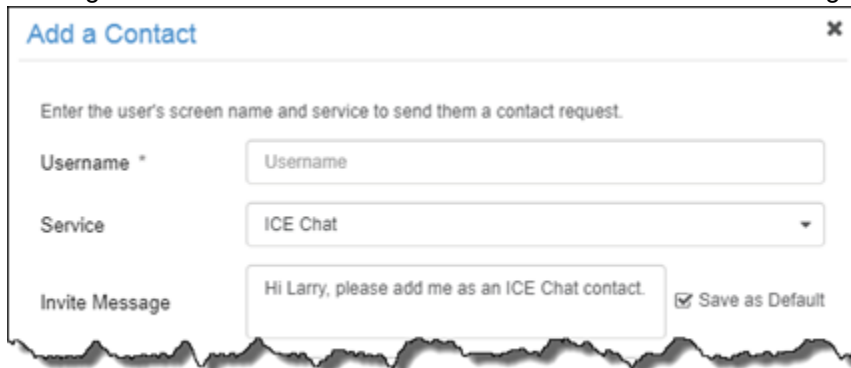 Add a Contact
Enter the user's screen name and service to send them a contact request.
Username *
Username
Service
ICE Chat
Invite Message
Hi Larry, please add me as an ICE Chat contact.
Save as Default